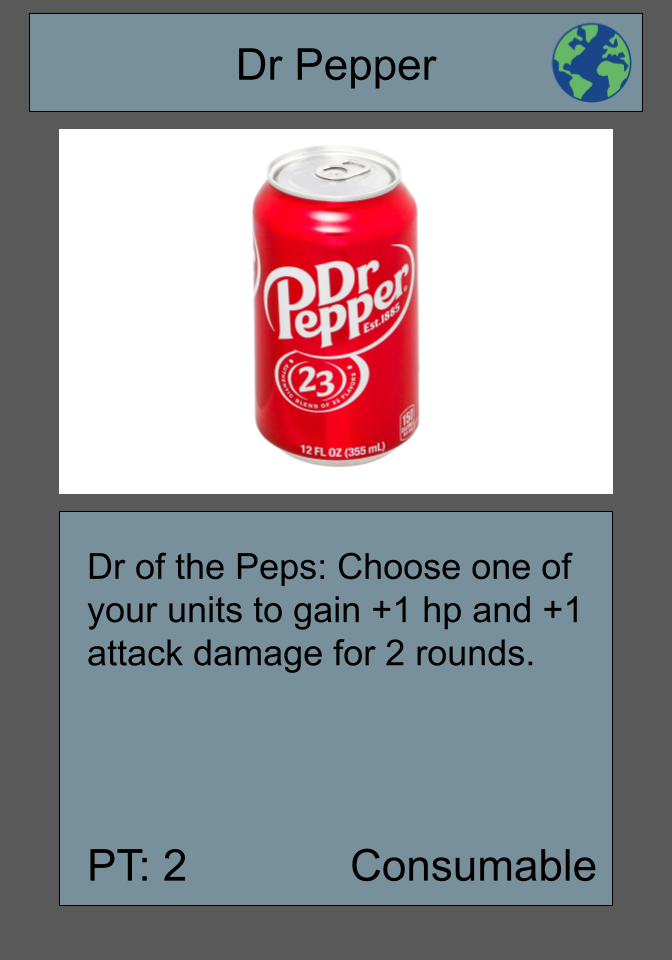 Dr Pepper
Dr
Pepper
Est.1885
23
AUTHENTIC BLEND OF 23 FLAVORS
150
12 FL OZ (355 mL)
Dr of the Peps: Choose one of
your units to gain +1 hp and +1
attack damage for 2 rounds.
PT: 2
Consumable